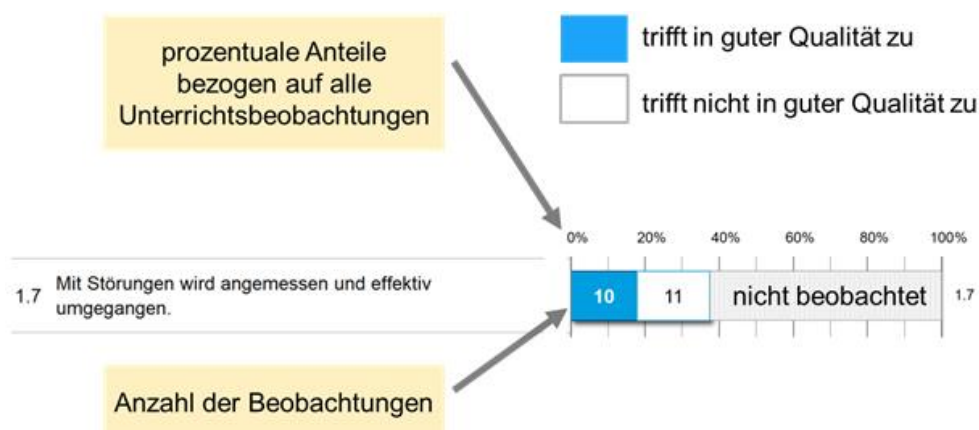 prozentuale Anteile
bezogen auf alle
Unterrichtsbeobachtungen
trifft in guter Qualität zu
trifft nicht in guter Qualität zu
0% 20% 40% 60% 80% 100%
1.7 Mit Störungen wird angemessen und effektiv
umgegangen.
10 11 nicht beobachtet 1.7
Anzahl der Beobachtungen